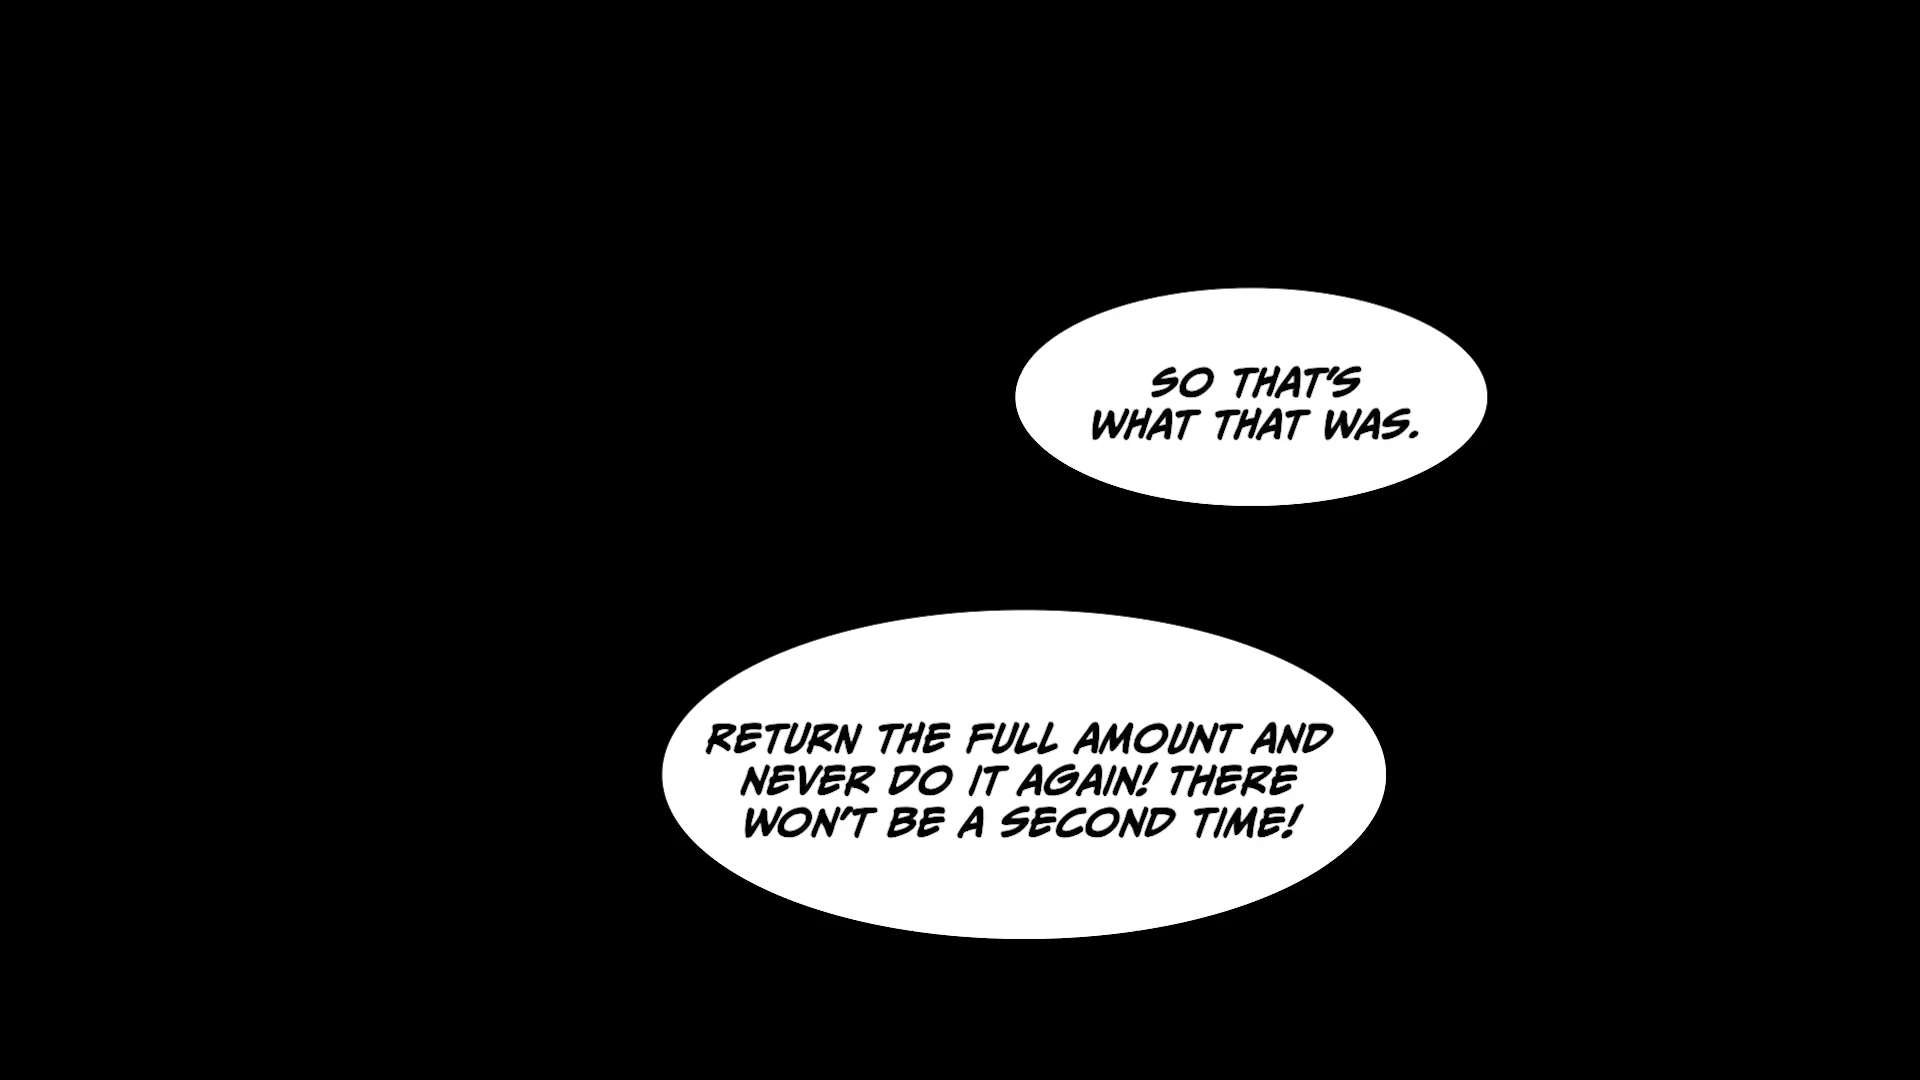 SO THAT'S
WHAT THAT WAS.
RETURN THE FULL AMOUNT AND
NEVER DO IT AGAIN! THERE
WON'T BE A SECOND TIME!